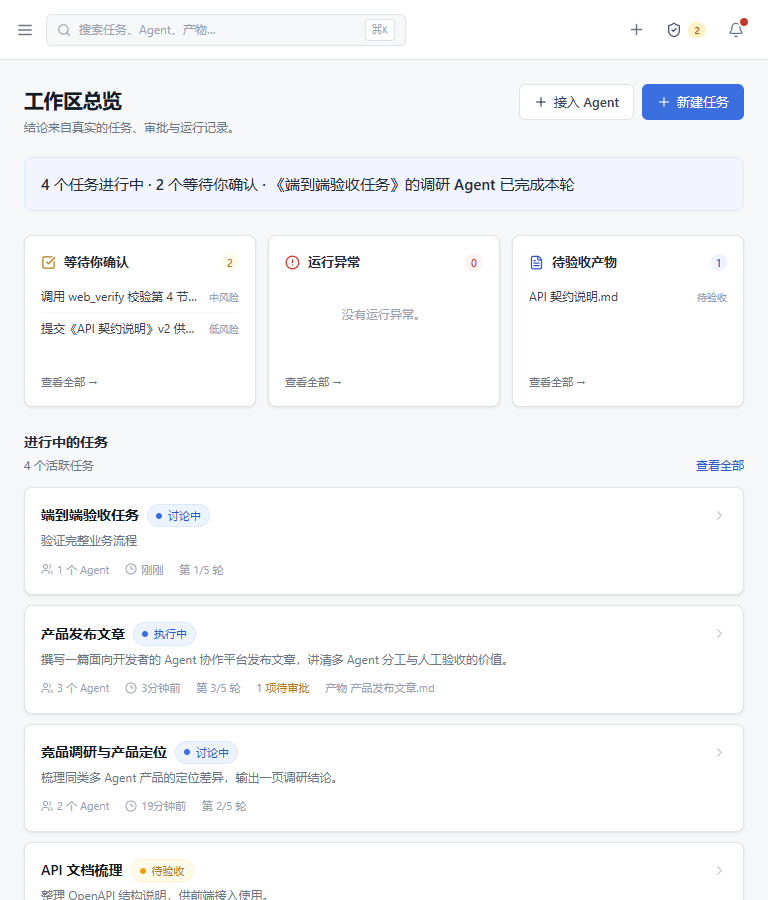 搜索任务、Agent、产物... ⌘K
2
工作区总览
结论来自真实的任务、审批与运行记录。
+ 接入 Agent
+ 新建任务
4 个任务进行中 · 2 个等待你确认 · 《端到端验收任务》的调研 Agent 已完成本轮
等待你确认 2
调用 web_verify 校验第 4 节... 中风险
提交《API 契约说明》v2 供... 低风险
查看全部 →
运行异常 0
没有运行异常。
查看全部 →
待验收产物 1
API 契约说明.md 待验收
查看全部 →
进行中的任务
4 个活跃任务 查看全部
端到端验收任务 讨论中
验证完整业务流程
1 个 Agent 刚刚 第 1/5 轮
产品发布文章 执行中
撰写一篇面向开发者的 Agent 协作平台发布文章，讲清多 Agent 分工与人工验收的价值。
3 个 Agent 3分钟前 第 3/5 轮 1 项待审批 产物 产品发布文章.md
竞品调研与产品定位 讨论中
梳理同类多 Agent 产品的定位差异，输出一页调研结论。
2 个 Agent 19分钟前 第 2/5 轮
API 文档梳理 待验收
整理 OpenAPI 结构说明，供前端接入使用。